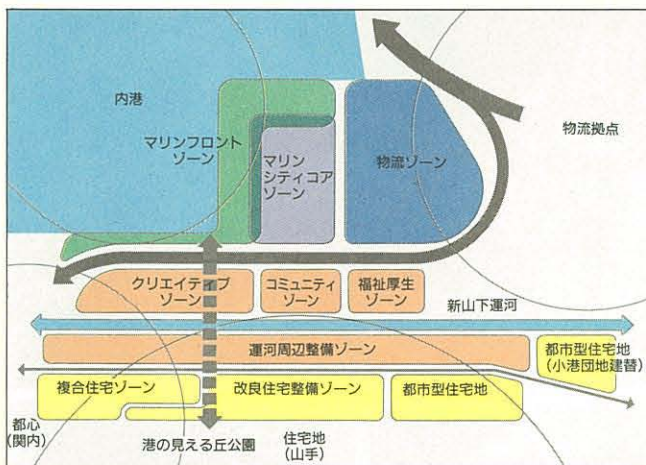 内港
マリンフロント
ゾーン
マリン
シティコア
ゾーン
物流ゾーン
物流拠点
クリエイティブ
ゾーン
コミュニティ
ゾーン
福祉厚生
ゾーン
新山下運河
運河周辺整備ゾーン
都市型住宅地
(小港団地建替)
複合住宅ゾーン
改良住宅整備ゾーン
都市型住宅地
都心
(関内)
港の見える丘公園
住宅地
(山手)